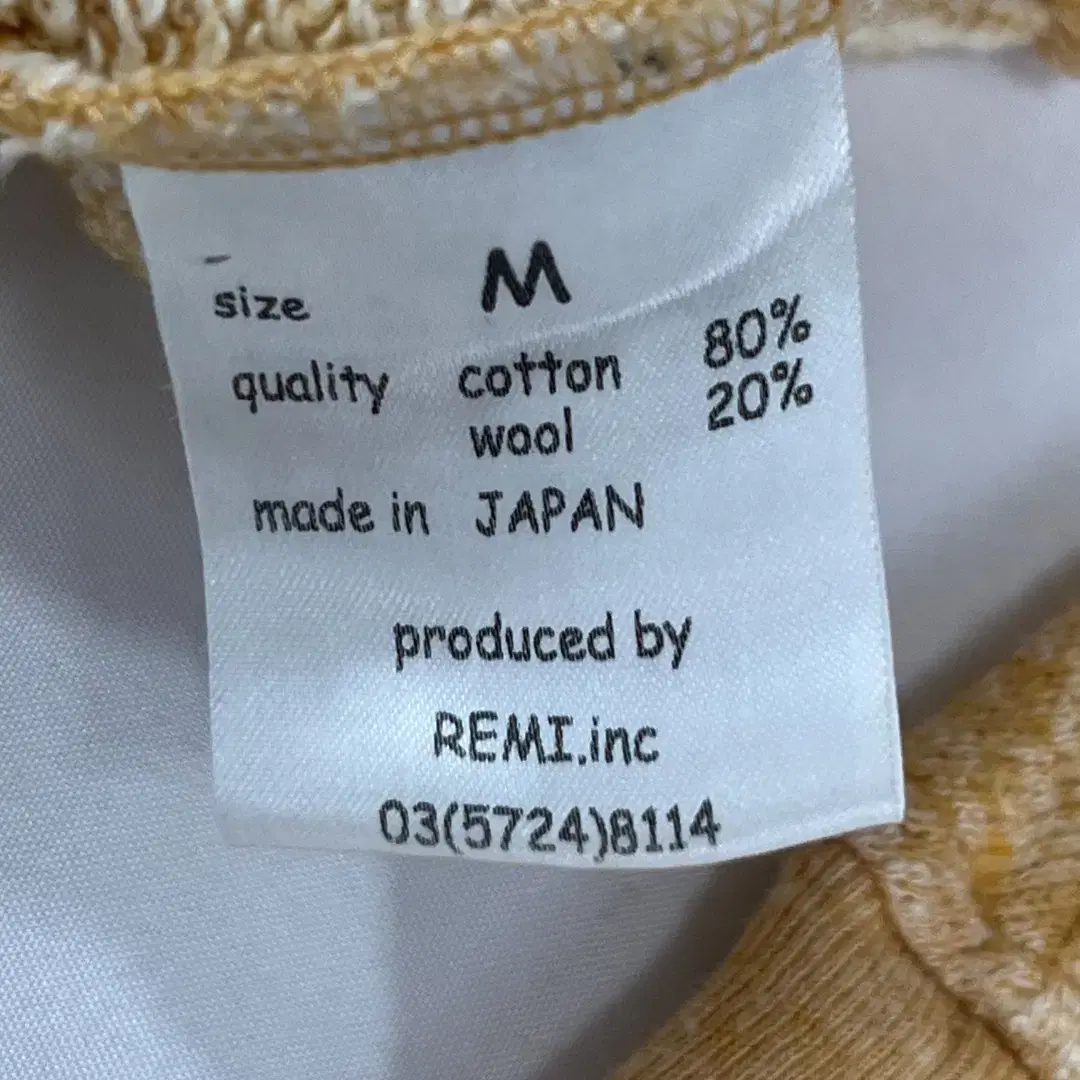 size M
quality cotton 80%
wool 20%
made in JAPAN
produced by
REMI.inc
03(5724)8114